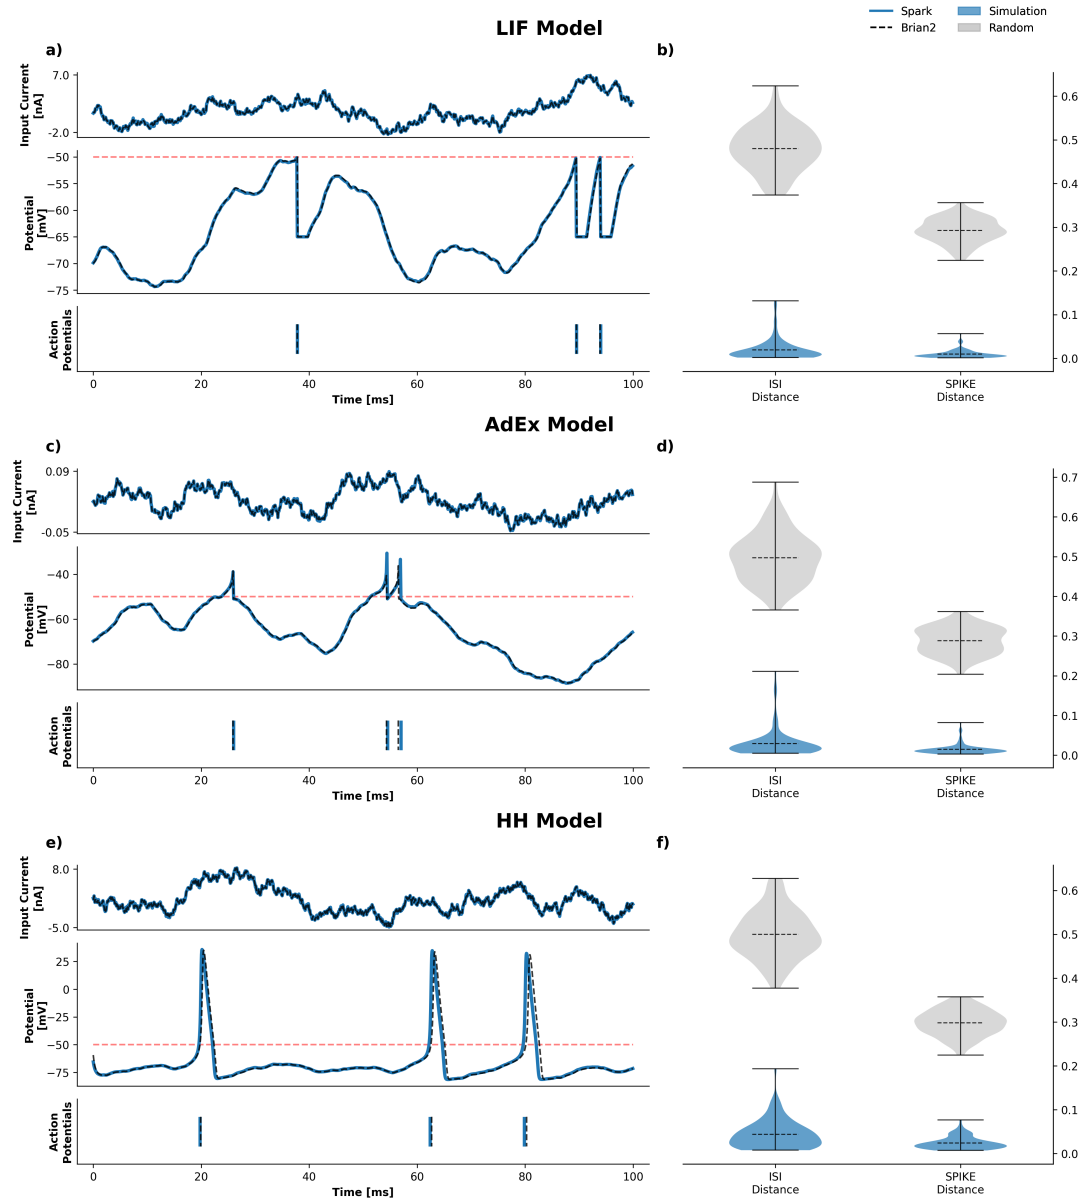 Spark
Brian2
Simulation
Random
LIF Model
a)
Input Current
[nA]
7.0
-2.0
Potential
[mV]
−50
−55
−60
−65
−70
−75
Action
Potentials
0
20
40
60
80
100
Time [ms]
b)
0.6
0.5
0.4
0.3
0.2
0.1
0.0
ISI
Distance
SPIKE
Distance
AdEx Model
c)
Input Current
[nA]
0.09
-0.05
Potential
[mV]
−40
−60
−80
Action
Potentials
0
20
40
60
80
100
Time [ms]
d)
0.7
0.6
0.5
0.4
0.3
0.2
0.1
0.0
ISI
Distance
SPIKE
Distance
HH Model
e)
Input Current
[nA]
8.0
-5.0
Potential
[mV]
25
0
−25
−50
−75
Action
Potentials
0
20
40
60
80
100
Time [ms]
f)
0.6
0.5
0.4
0.3
0.2
0.1
0.0
ISI
Distance
SPIKE
Distance